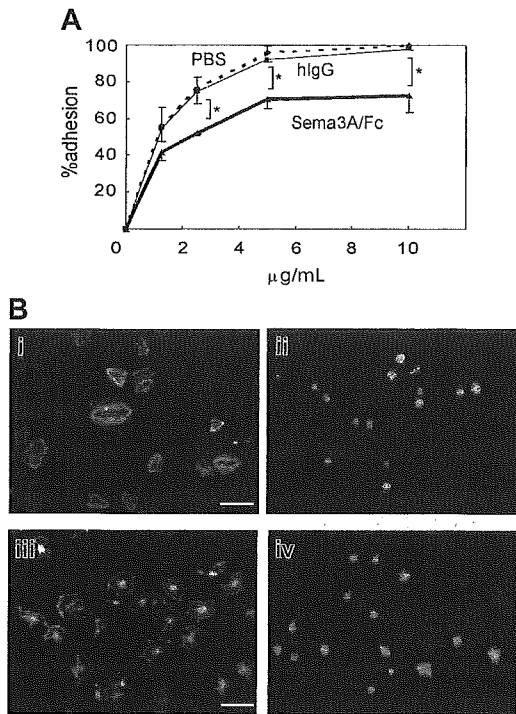 A
100
80
60
40
20
%adhesion
PBS
hIgG
*
*
*
Sema3A/Fc
0
2
4
6
8
10
μg/mL
B
i
ii
iii
iv